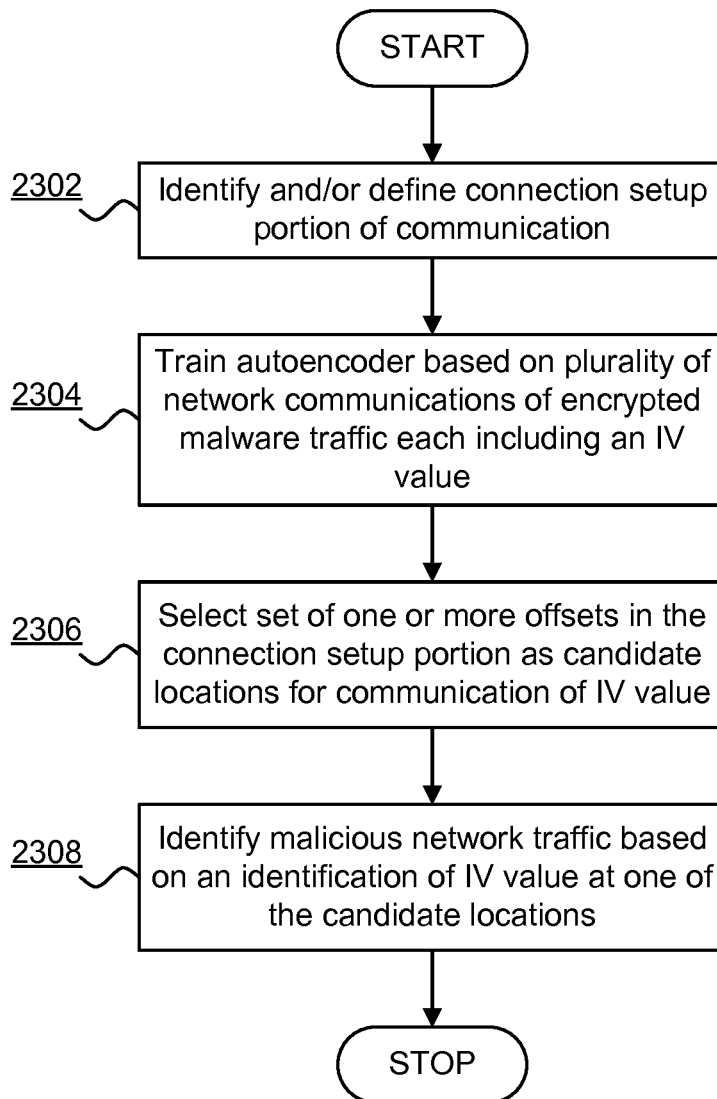 START
2302
Identify and/or define connection setup
portion of communication
2304
Train autoencoder based on plurality of
network communications of encrypted
malware traffic each including an IV
value
2306
Select set of one or more offsets in the
connection setup portion as candidate
locations for communication of IV value
2308
Identify malicious network traffic based
on an identification of IV value at one of
the candidate locations
STOP